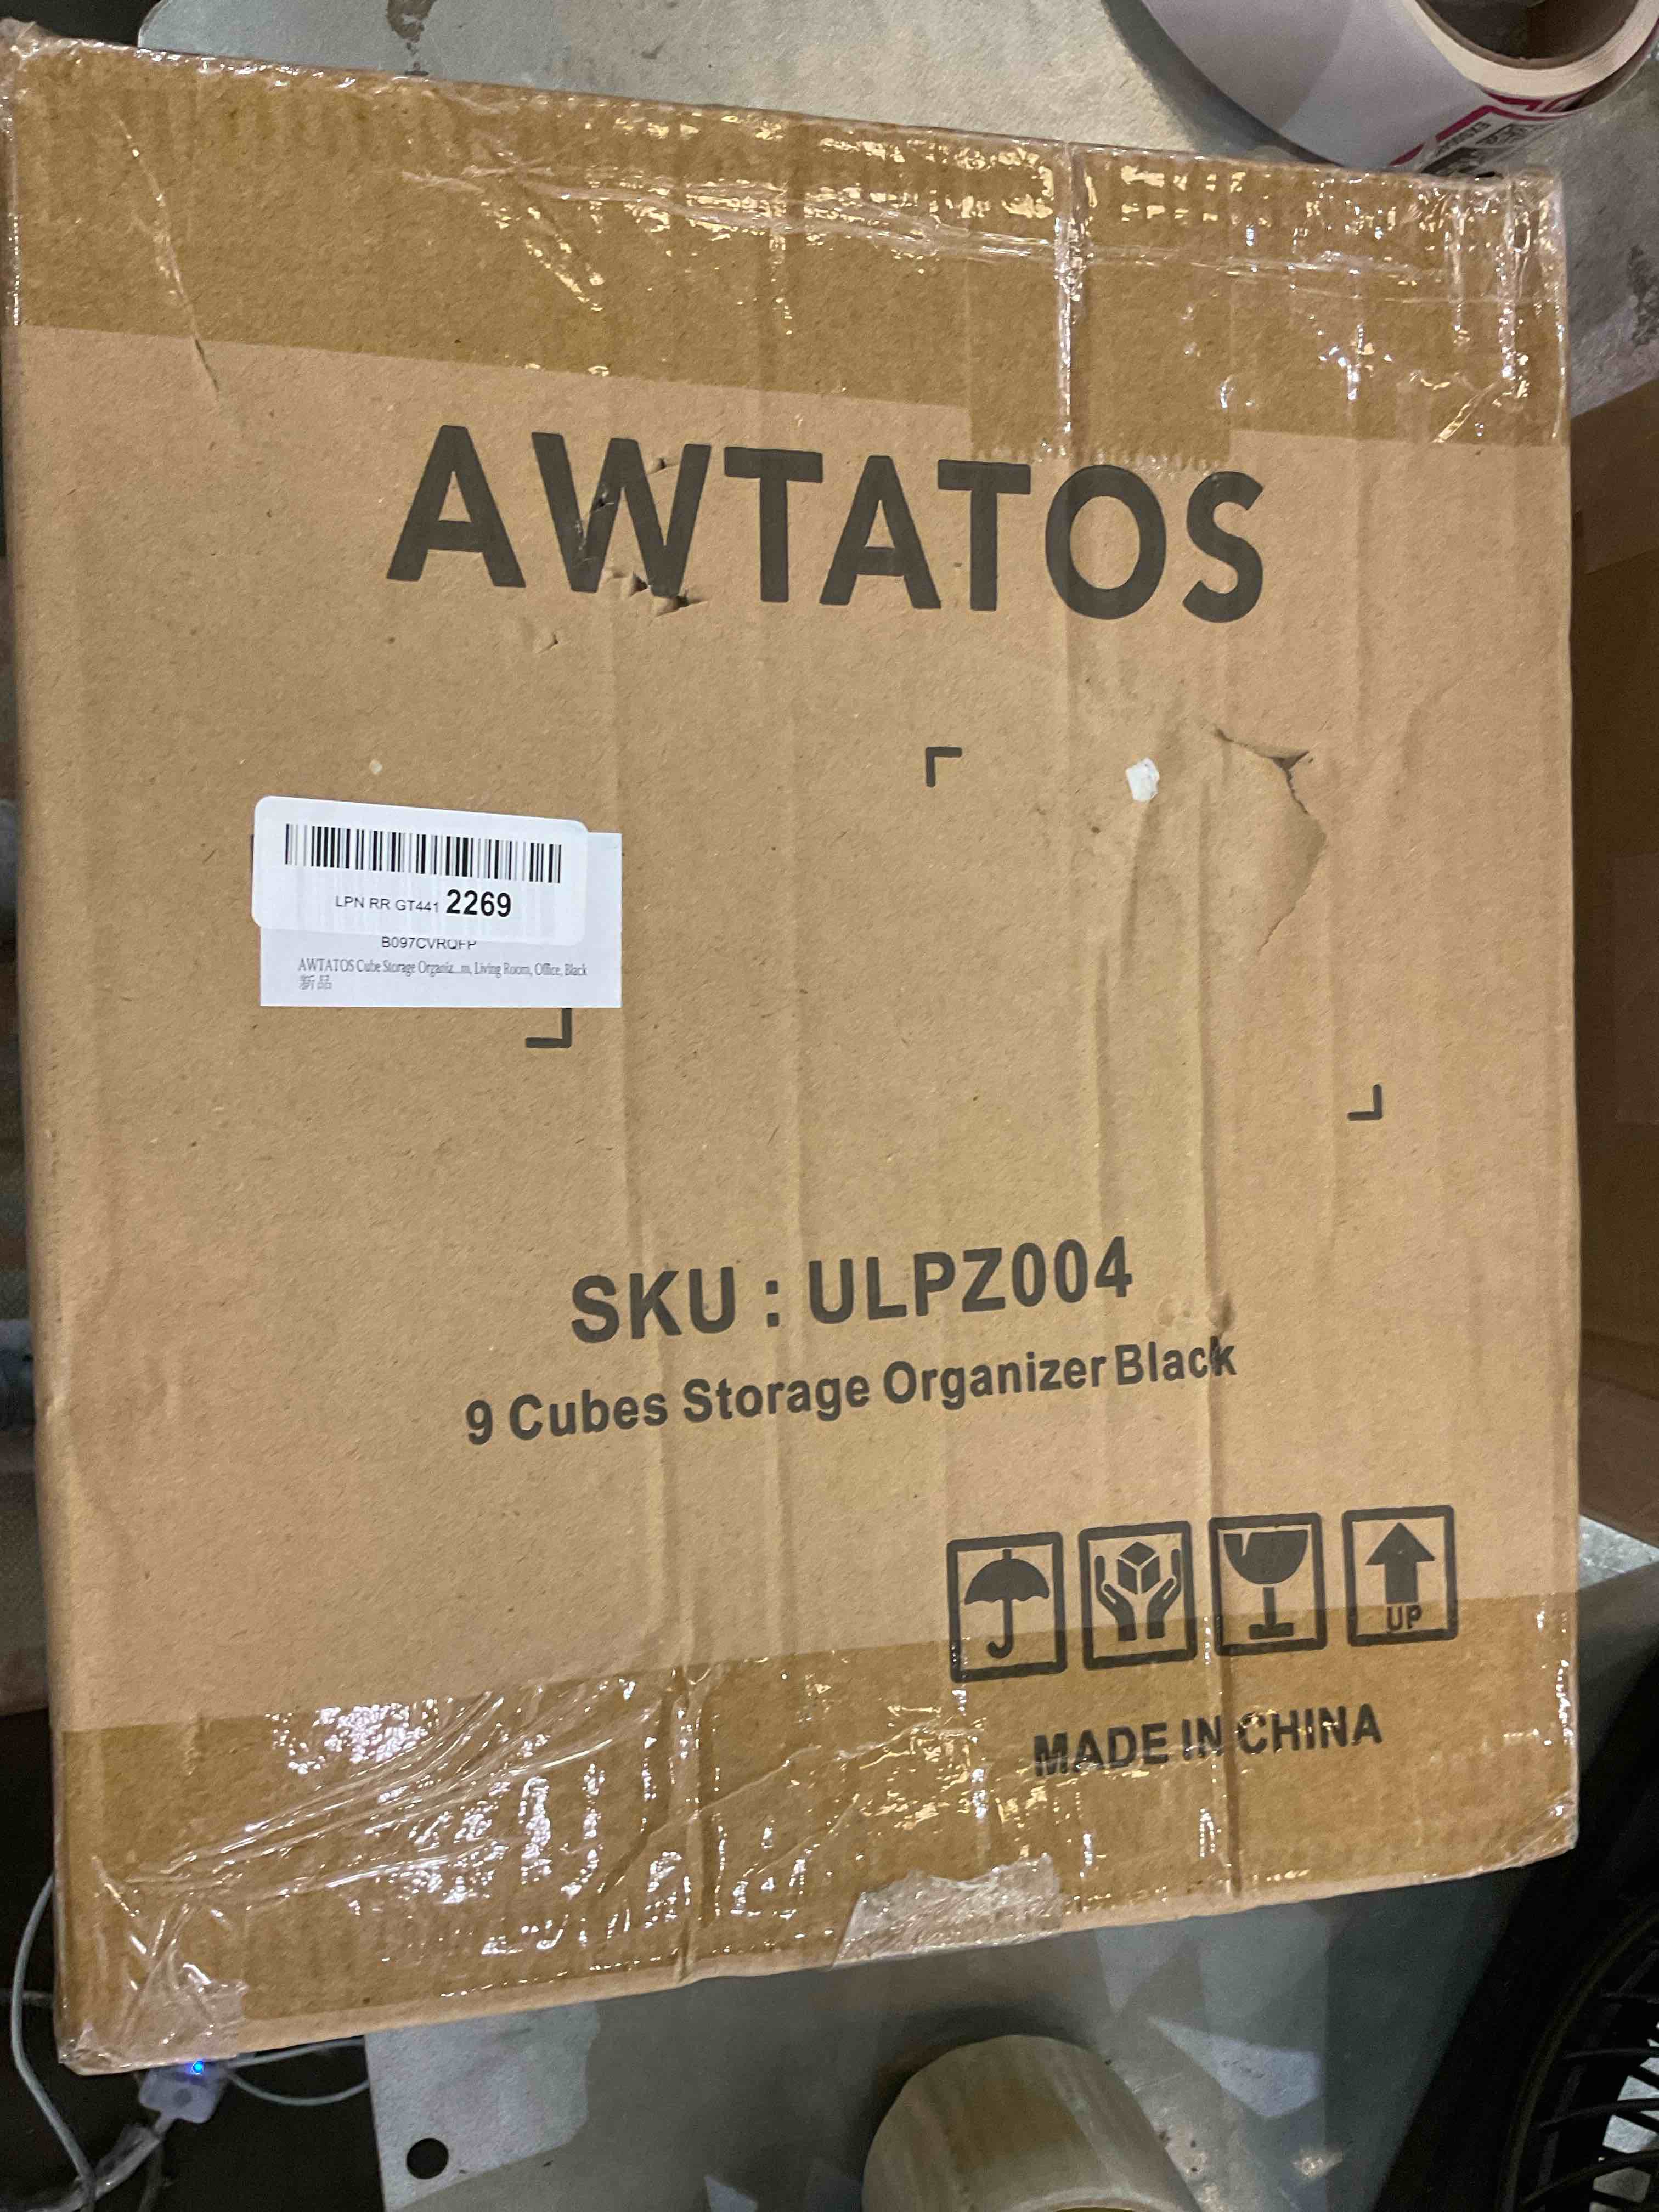 AWTATOS
LPN RR GT441 2269
B097CVRQFP
AWTATOS Cube Storage Organiz...m, Living Room, Office, Black
新品
SKU : ULPZ004
9 Cubes Storage Organizer Black
UP
MADE IN CHINA